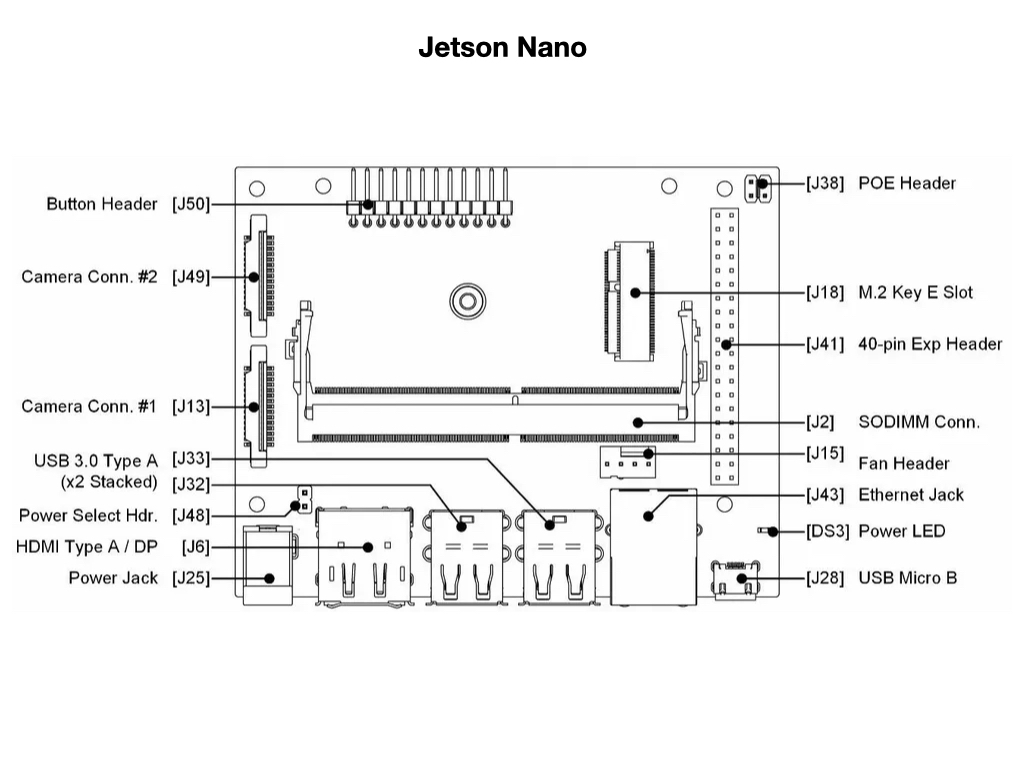 Jetson Nano
Button Header [J50]
Camera Conn. #2 [J49]
Camera Conn. #1 [J13]
USB 3.0 Type A [J33]
(x2 Stacked) [J32]
Power Select Hdr. [J48]
HDMI Type A / DP [J6]
Power Jack [J25]
[J38] POE Header
[J18] M.2 Key E Slot
[J41] 40-pin Exp Header
[J2] SODIMM Conn.
[J15] Fan Header
[J43] Ethernet Jack
[DS3] Power LED
[J28] USB Micro B